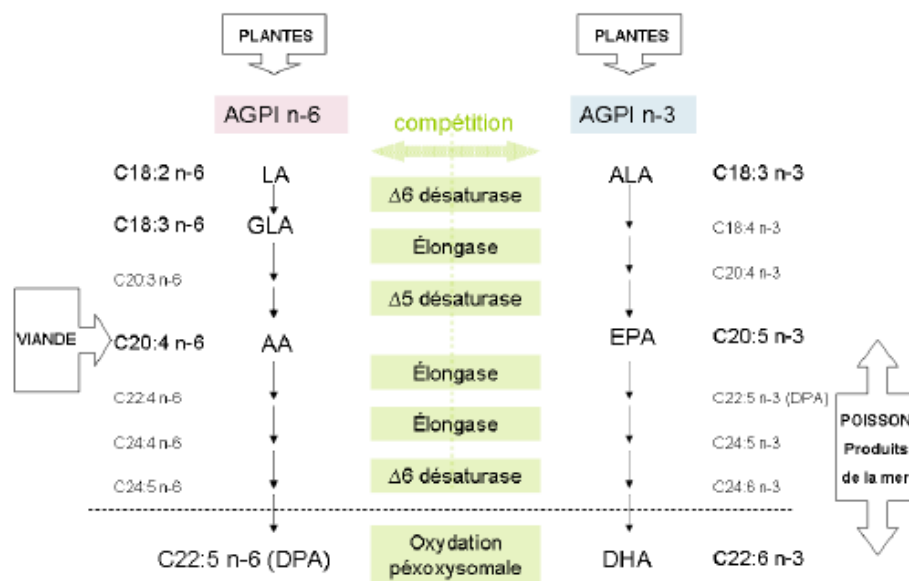 PLANTES PLANTES
AGPI n-6 AGPI n-3
compétition
C18:2 n-6 LA ALA C18:3 n-3
Δ6 désaturase
C18:3 n-6 GLA C18:4 n-3
Élongase
C20:3 n-6 C20:4 n-3
Δ5 désaturase
VIANDE C20:4 n-6 AA EPA C20:5 n-3
Élongase
C22:4 n-6 C22:5 n-3 (DPA)
Élongase
C24:4 n-6 C24:5 n-3
Δ6 désaturase
C24:5 n-6 C24:6 n-3
POISSON
Produits
de la mer
C22:5 n-6 (DPA) Oxydation DHA C22:6 n-3
péxoxysomale